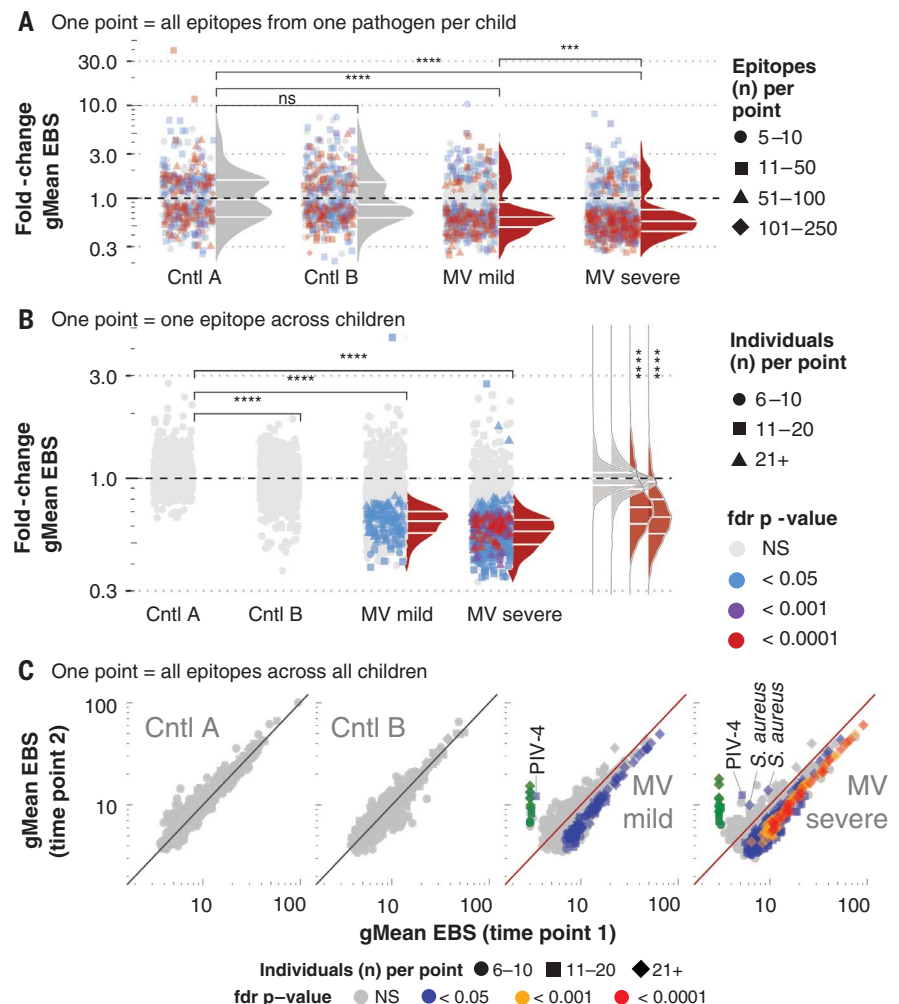 A One point = all epitopes from one pathogen per child
Fold-change
gMean EBS
30.0
10.0
3.0
1.0
0.3
****
***
****
ns
Cntl A
Cntl B
MV mild
MV severe
Epitopes
(n) per
point
5–10
11–50
51–100
101–250
B One point = one epitope across children
Fold-change
gMean EBS
3.0
1.0
0.3
****
****
****
****
****
Cntl A
Cntl B
MV mild
MV severe
Individuals
(n) per point
6–10
11–20
21+
fdr p-value
NS
< 0.05
< 0.001
< 0.0001
C One point = all epitopes across all children
gMean EBS
(time point 2)
100
10
Cntl A
Cntl B
PIV-4
MV
mild
PIV-4
S. aureus
S. aureus
MV
severe
10 100 10 100 10 100 10 100
gMean EBS (time point 1)
Individuals (n) per point 6–10 11–20 21+
fdr p–value NS < 0.05 < 0.001 < 0.0001